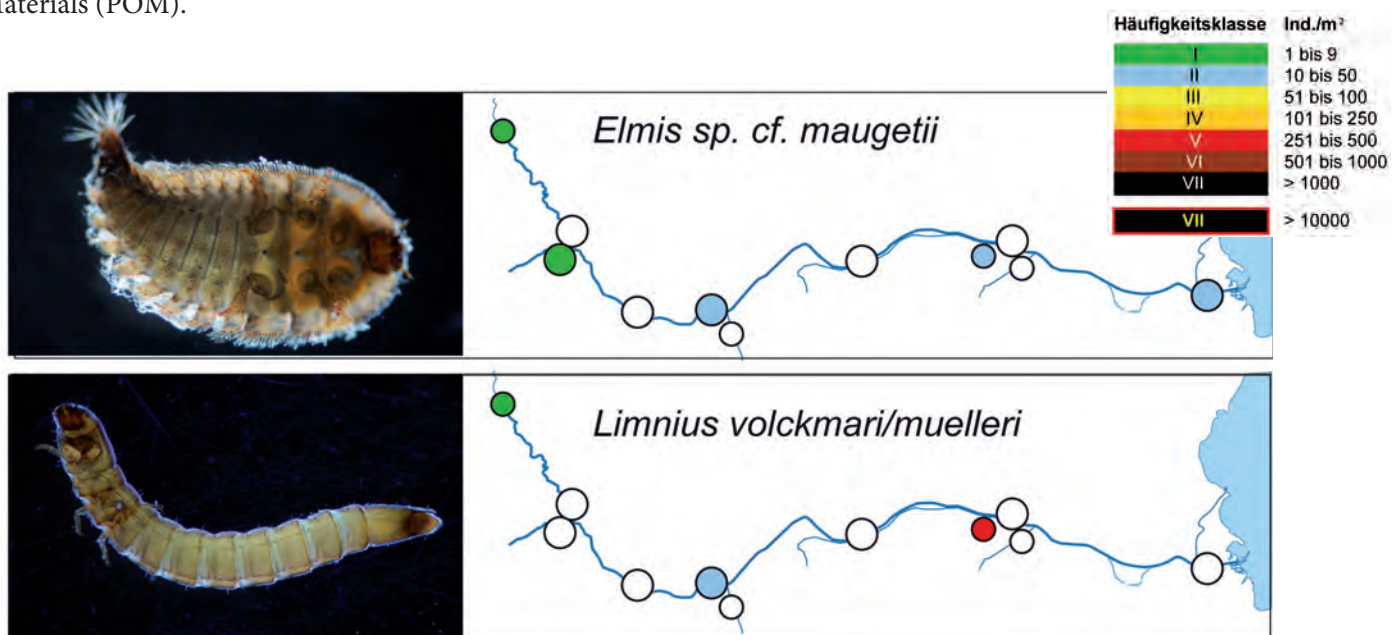 Materials (POM).
Häufigkeitsklasse Ind./m²
I 1 bis 9
II 10 bis 50
III 51 bis 100
IV 101 bis 250
V 251 bis 500
VI 501 bis 1000
VII > 1000
VII > 10000
Elmis sp. cf. maugetii
Limnius volckmari/muelleri